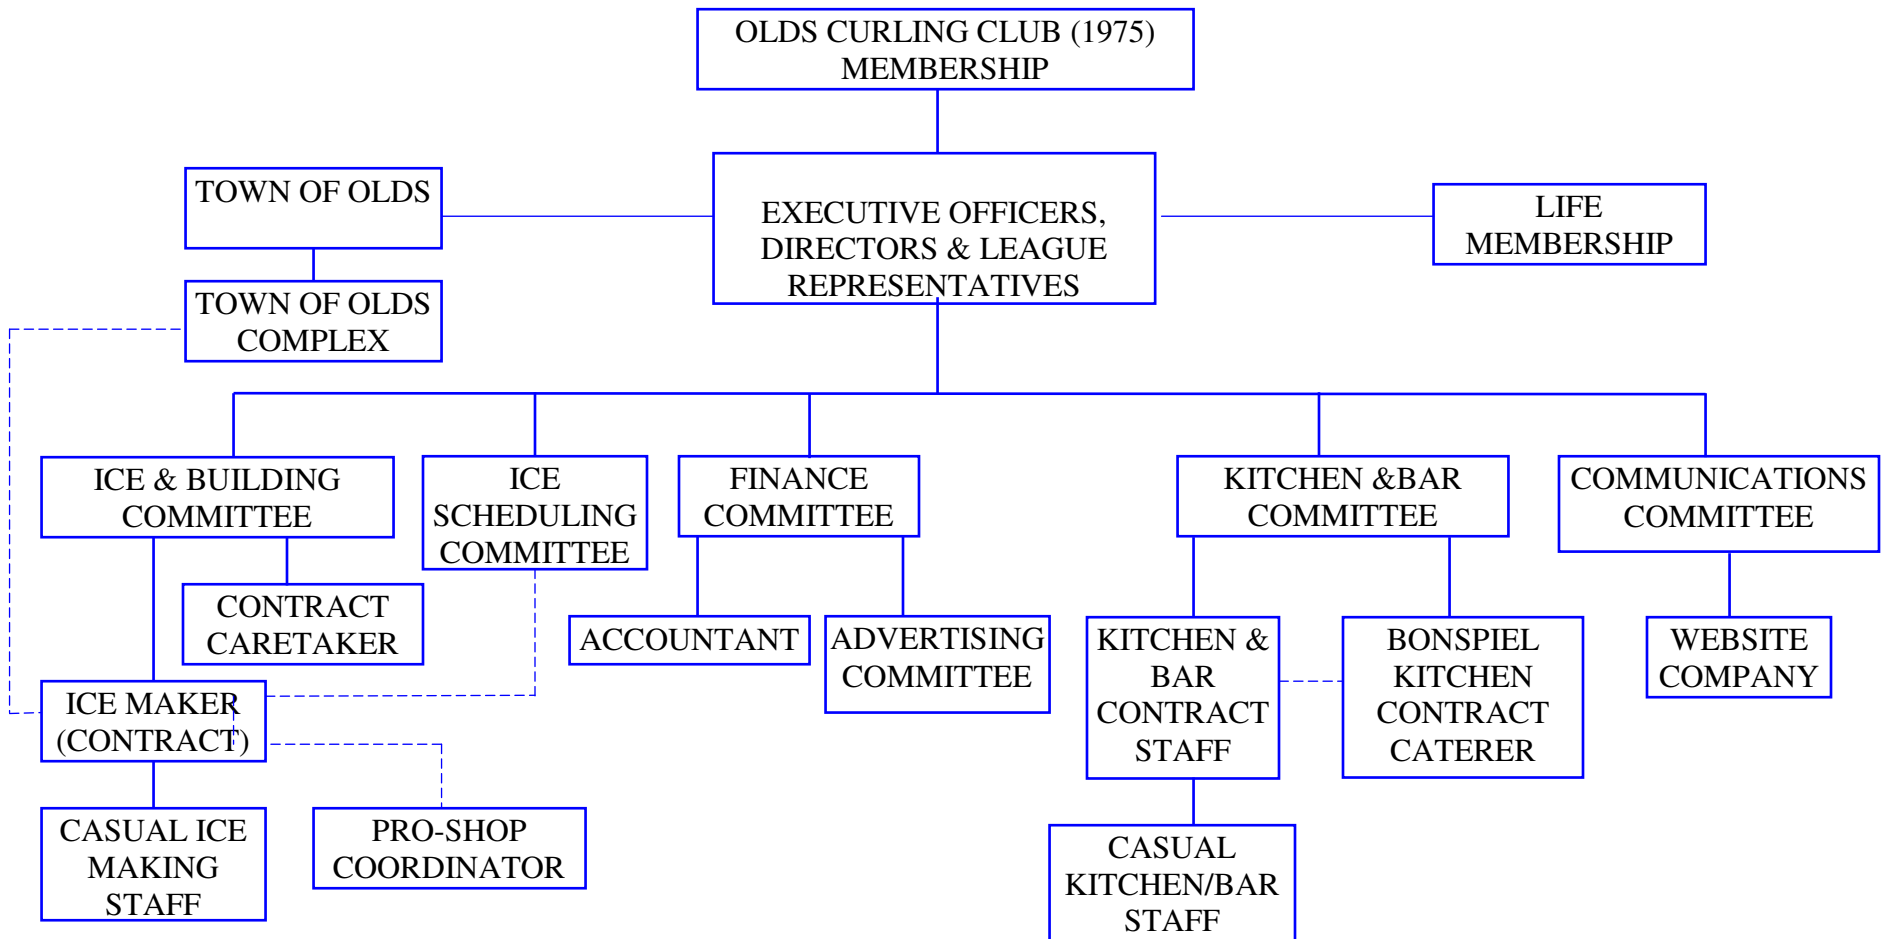 OLDS CURLING CLUB (1975)
MEMBERSHIP
TOWN OF OLDS
EXECUTIVE OFFICERS,
DIRECTORS & LEAGUE
REPRESENTATIVES
LIFE
MEMBERSHIP
TOWN OF OLDS
COMPLEX
ICE & BUILDING
COMMITTEE
ICE
SCHEDULING
COMMITTEE
FINANCE
COMMITTEE
KITCHEN &BAR
COMMITTEE
COMMUNICATIONS
COMMITTEE
CONTRACT
CARETAKER
ACCOUNTANT
ADVERTISING
COMMITTEE
KITCHEN &
BAR
CONTRACT
STAFF
BONSPIEL
KITCHEN
CONTRACT
CATERER
WEBSITE
COMPANY
ICE MAKER
(CONTRACT)
CASUAL ICE
MAKING
STAFF
PRO-SHOP
COORDINATOR
CASUAL
KITCHEN/BAR
STAFF